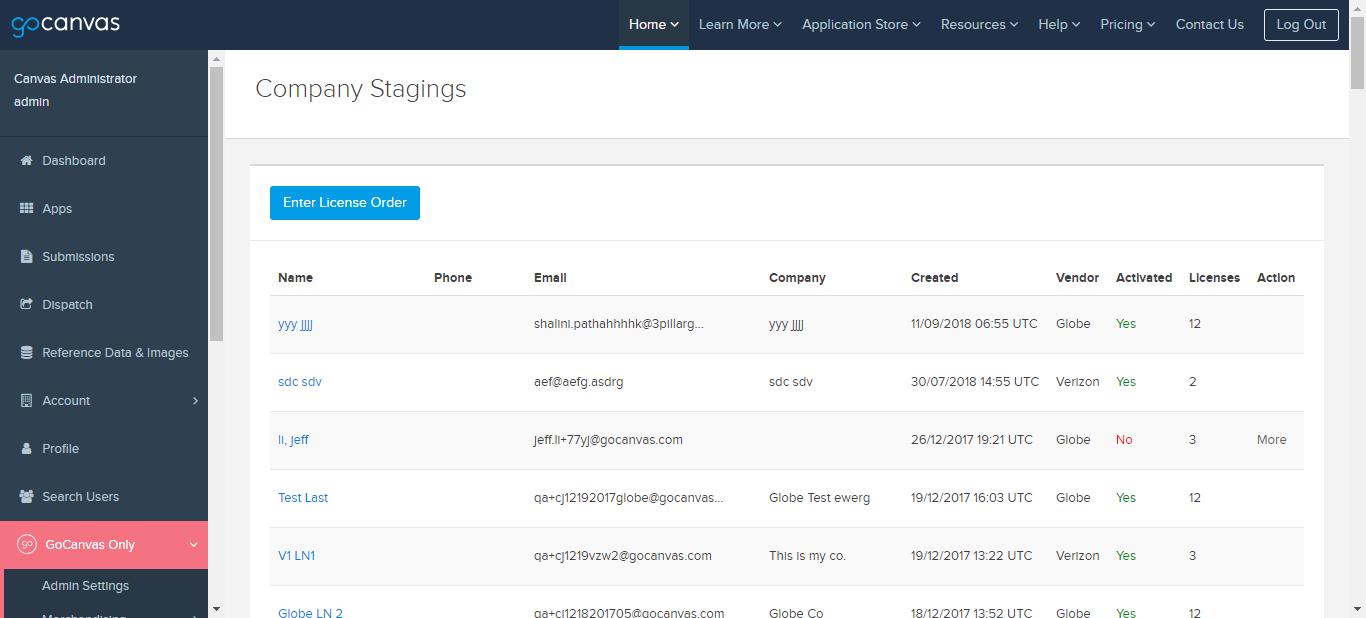 gocanvas
Home Learn More Application Store Resources Help Pricing Contact Us Log Out
Canvas Administrator
admin
Dashboard
Apps
Submissions
Dispatch
Reference Data & Images
Account
Profile
Search Users
go GoCanvas Only
Admin Settings
Merchandising
Company Stagings
Enter License Order
Name Phone Email Company Created Vendor Activated Licenses Action
yyy jjjj shalini.pathahhhhk@3pillarg... yyy jjjj 11/09/2018 06:55 UTC Globe Yes 12
sdc sdv aef@aefg.asdrg sdc sdv 30/07/2018 14:55 UTC Verizon Yes 2
li, jeff jeff.li+77yj@gocanvas.com 26/12/2017 19:21 UTC Globe No 3 More
Test Last qa+cj12192017globe@gocanvas... Globe Test ewerg 19/12/2017 16:03 UTC Globe Yes 12
V1 LN1 qa+cj1219vzw2@gocanvas.com This is my co. 19/12/2017 13:22 UTC Verizon Yes 3
Globe LN 2 qa+cj1218201705@gocanvas.com Globe Co 18/12/2017 13:52 UTC Globe Yes 12